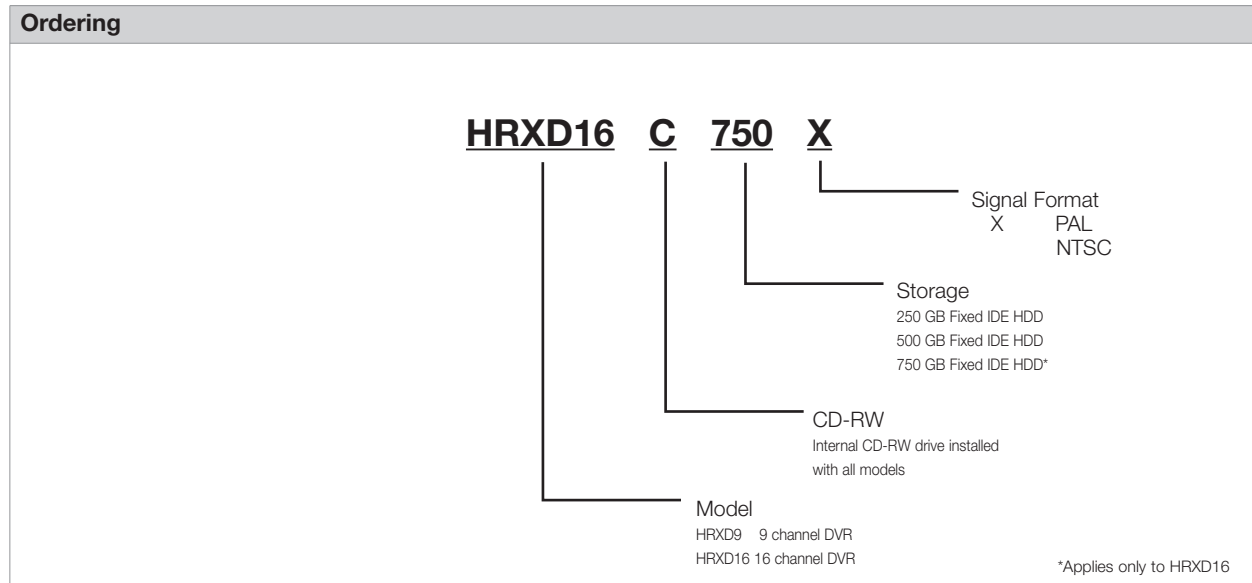 Ordering
HRXD16 C 750 X
Signal Format
X PAL
NTSC
Storage
250 GB Fixed IDE HDD
500 GB Fixed IDE HDD
750 GB Fixed IDE HDD*
CD-RW
Internal CD-RW drive installed
with all models
Model
HRXD9 9 channel DVR
HRXD16 16 channel DVR
*Applies only to HRXD16